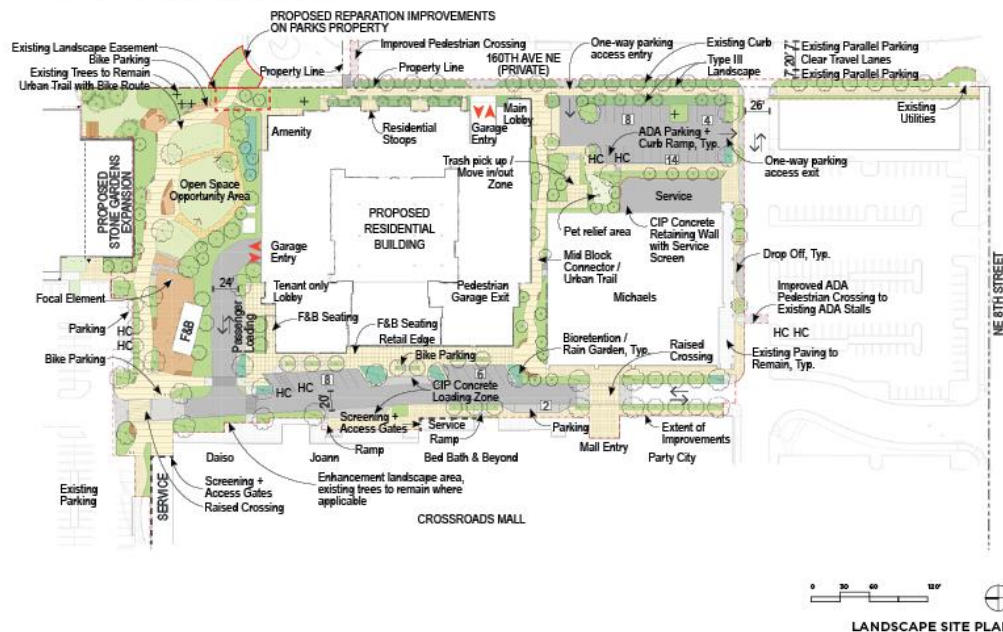 PROPOSED REPARATION IMPROVEMENTS
ON PARKS PROPERTY
Existing Landscape Easement
Bike Parking
Existing Trees to Remain
Urban Trail with Bike Route
Improved Pedestrian Crossing
Property Line
Property Line
160TH AVE NE
(PRIVATE)
One-way parking
access entry
Existing Curb
Type III
Landscape
7' 20' 7'
Existing Parallel Parking
Clear Travel Lanes
Existing Parallel Parking
26'
Existing
Utilities
Amenity
Residential
Stoops
Garage
Entry
Main
Lobby
8
4
ADA Parking +
Curb Ramp, Typ.
HC HC
14
One-way parking
access exit
Trash pick up /
Move in/out
Zone
Service
Pet relief area
CIP Concrete
Retaining Wall
with Service
Screen
PROPOSED
STONE GARDENS
EXPANSION
Open Space
Opportunity Area
PROPOSED
RESIDENTIAL
BUILDING
Garage
Entry
24'
Tenant only
Lobby
Pedestrian
Garage Exit
Mid Block
Connector /
Urban Trail
Michaels
Drop Off, Typ.
Improved ADA
Pedestrian Crossing to
Existing ADA Stalls
HC HC
NE 8TH STREET
Focal Element
Parking
HC
HC
F&B
Passenger
Loading
F&B Seating
F&B Seating
Retail Edge
Bike Parking
Bioretention /
Rain Garden, Typ.
Raised
Crossing
Existing Paving to
Remain, Typ.
Bike Parking
8
HC HC
20'
CIP Concrete
Loading Zone
6
2
Screening +
Access Gates
Ramp
Service
Ramp
Parking
Mall Entry
Extent of
Improvements
Daiso
Joann
Bed Bath & Beyond
Party City
Existing
Parking
SERVICE
Screening +
Access Gates
Raised Crossing
Enhancement landscape area,
existing trees to remain where
applicable
CROSSROADS MALL
0 30 60 120'
LANDSCAPE SITE PLAN